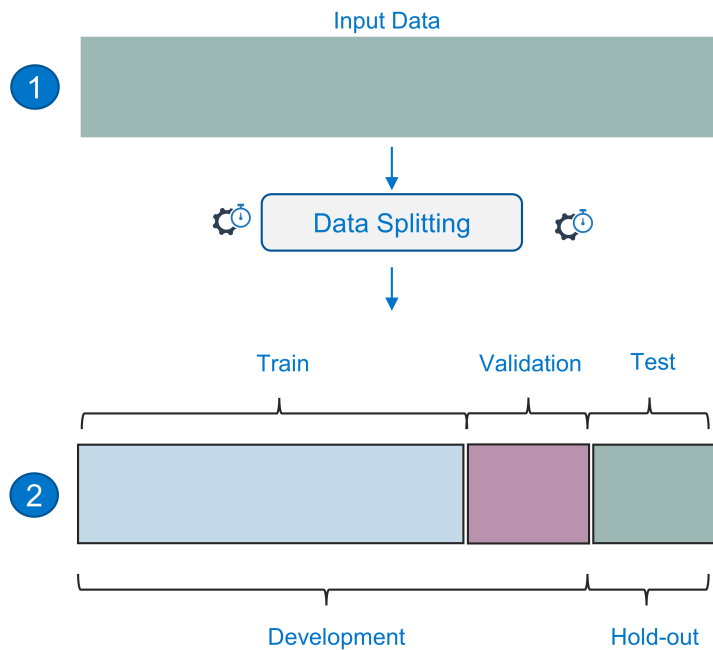 Input Data
1
Data Splitting
Train
Validation
Test
2
Development
Hold-out